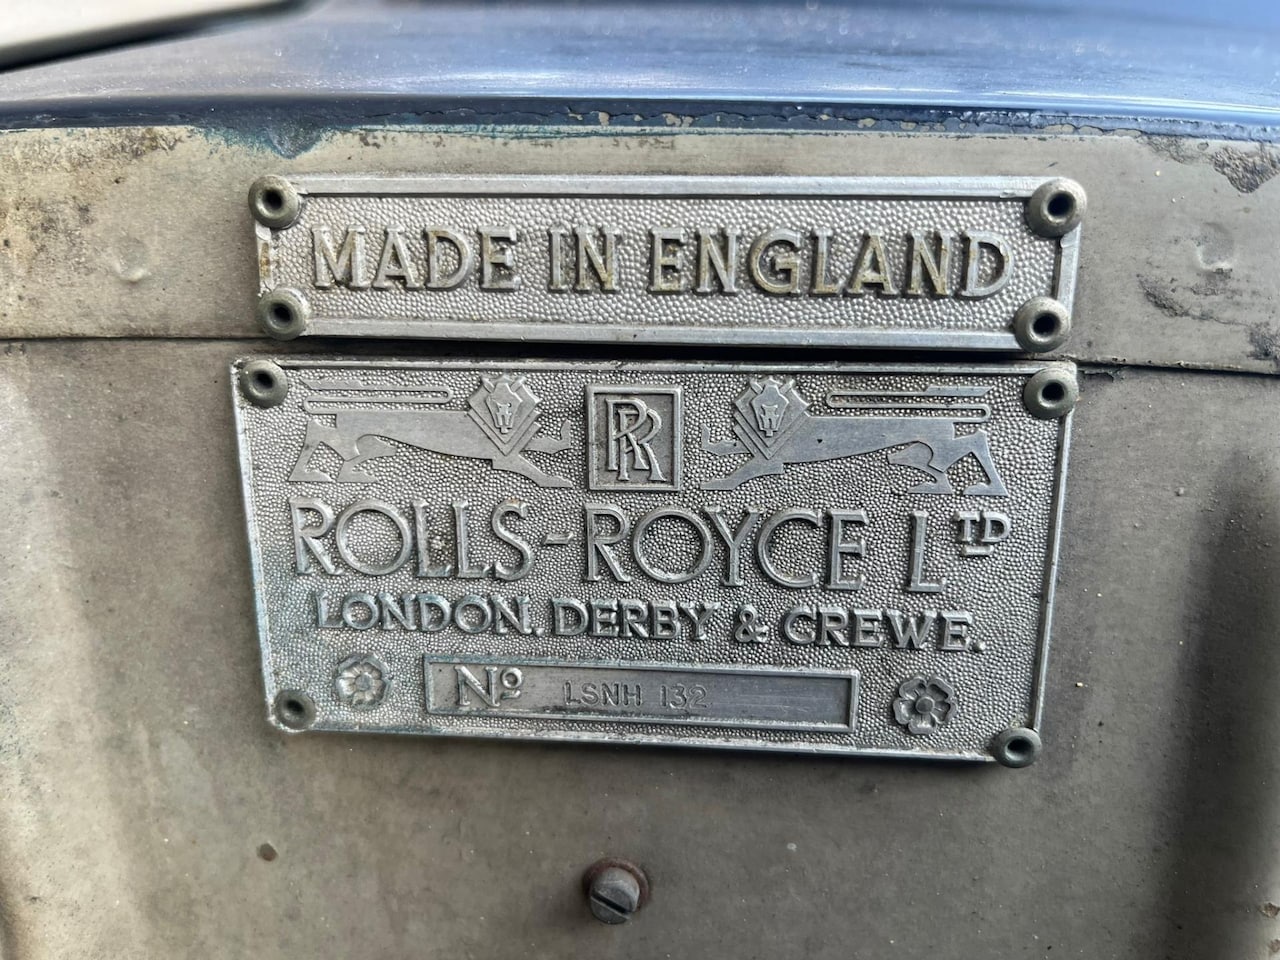 MADE IN ENGLAND
RR
ROLLS-ROYCE LTD
LONDON, DERBY & CREWE.
Nº LSNH 132